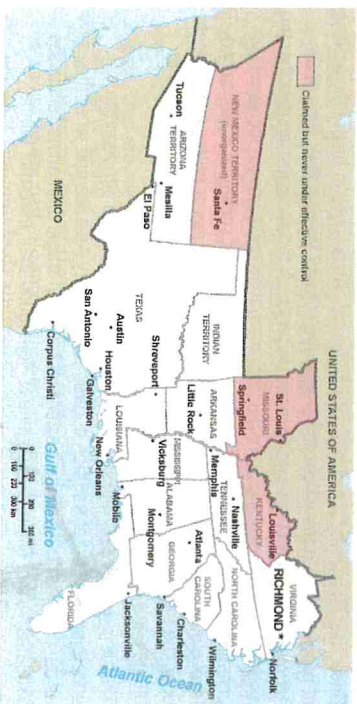 Claimed but never under effective control
UNITED STATES OF AMERICA
NEW MEXICO TERRITORY
(unorganized)
Santa Fe
ARIZONA
TERRITORY
Tucson
Mesilla
El Paso
MEXICO
INDIAN
TERRITORY
TEXAS
Shreveport
Austin
Houston
San Antonio
Galveston
Corpus Christi
St. Louis
MISSOURI
Springfield
ARKANSAS
Little Rock
LOUISIANA
New Orleans
KENTUCKY
Louisville
TENNESSEE
Memphis
Nashville
MISSISSIPPI
Vicksburg
ALABAMA
Montgomery
Mobile
GEORGIA
Atlanta
Savannah
VIRGINIA
RICHMOND
Norfolk
NORTH CAROLINA
Wilmington
SOUTH
CAROLINA
Charleston
Jacksonville
FLORIDA
Atlantic Ocean
Gulf of Mexico